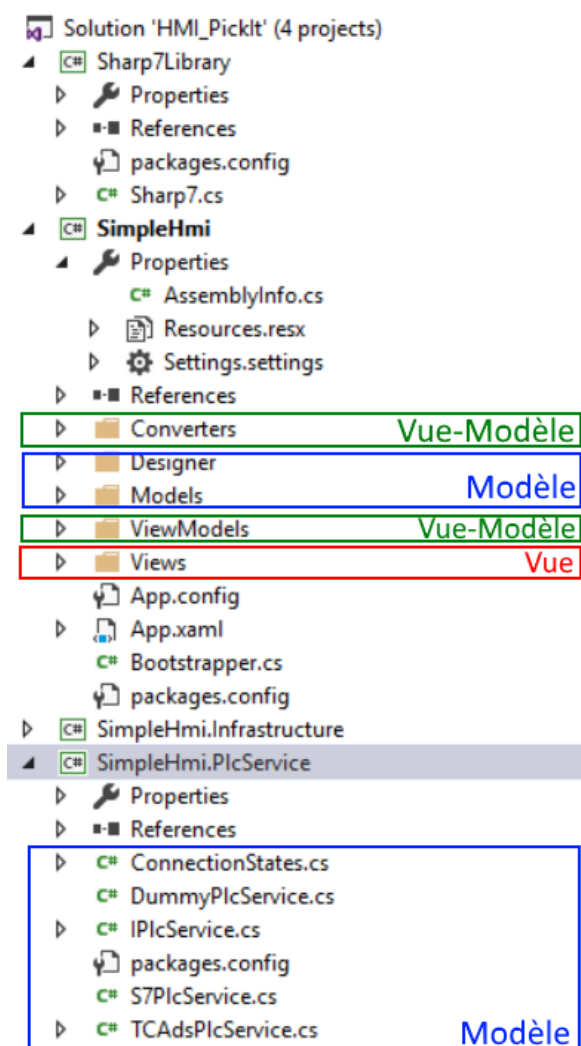 Solution 'HMI_PickIt' (4 projects)
C# Sharp7Library
Properties
References
packages.config
C# Sharp7.cs
C# SimpleHmi
Properties
C# AssemblyInfo.cs
Resources.resx
Settings.settings
References
Converters Vue-Modèle
Designer
Models Modèle
ViewModels Vue-Modèle
Views Vue
App.config
App.xaml
C# Bootstrapper.cs
packages.config
C# SimpleHmi.Infrastructure
C# SimpleHmi.PlcService
Properties
References
C# ConnectionStates.cs
C# DummyPlcService.cs
C# IPlcService.cs
packages.config
C# S7PlcService.cs
C# TCAdsPlcService.cs Modèle